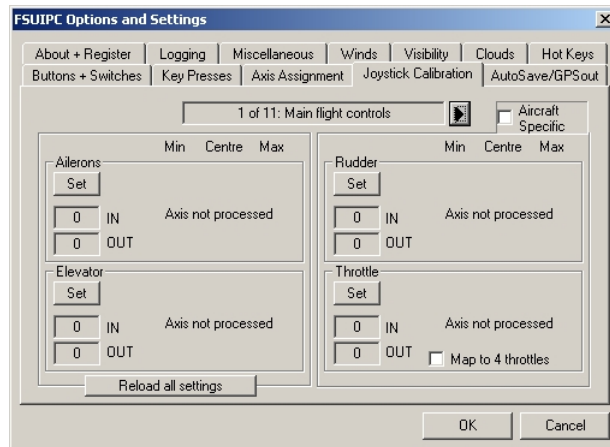 FSUIPC Options and Settings
About + Register Logging Miscellaneous Winds Visibility Clouds Hot Keys
Buttons + Switches Key Presses Axis Assignment Joystick Calibration AutoSave/GPSout
1 of 11: Main flight controls
Aircraft
Specific
Min Centre Max
Ailerons
Set
0 IN Axis not processed
0 OUT
Elevator
Set
0 IN Axis not processed
0 OUT
Reload all settings
Min Centre Max
Rudder
Set
0 IN Axis not processed
0 OUT
Throttle
Set
0 IN Axis not processed
0 OUT Map to 4 throttles
OK Cancel